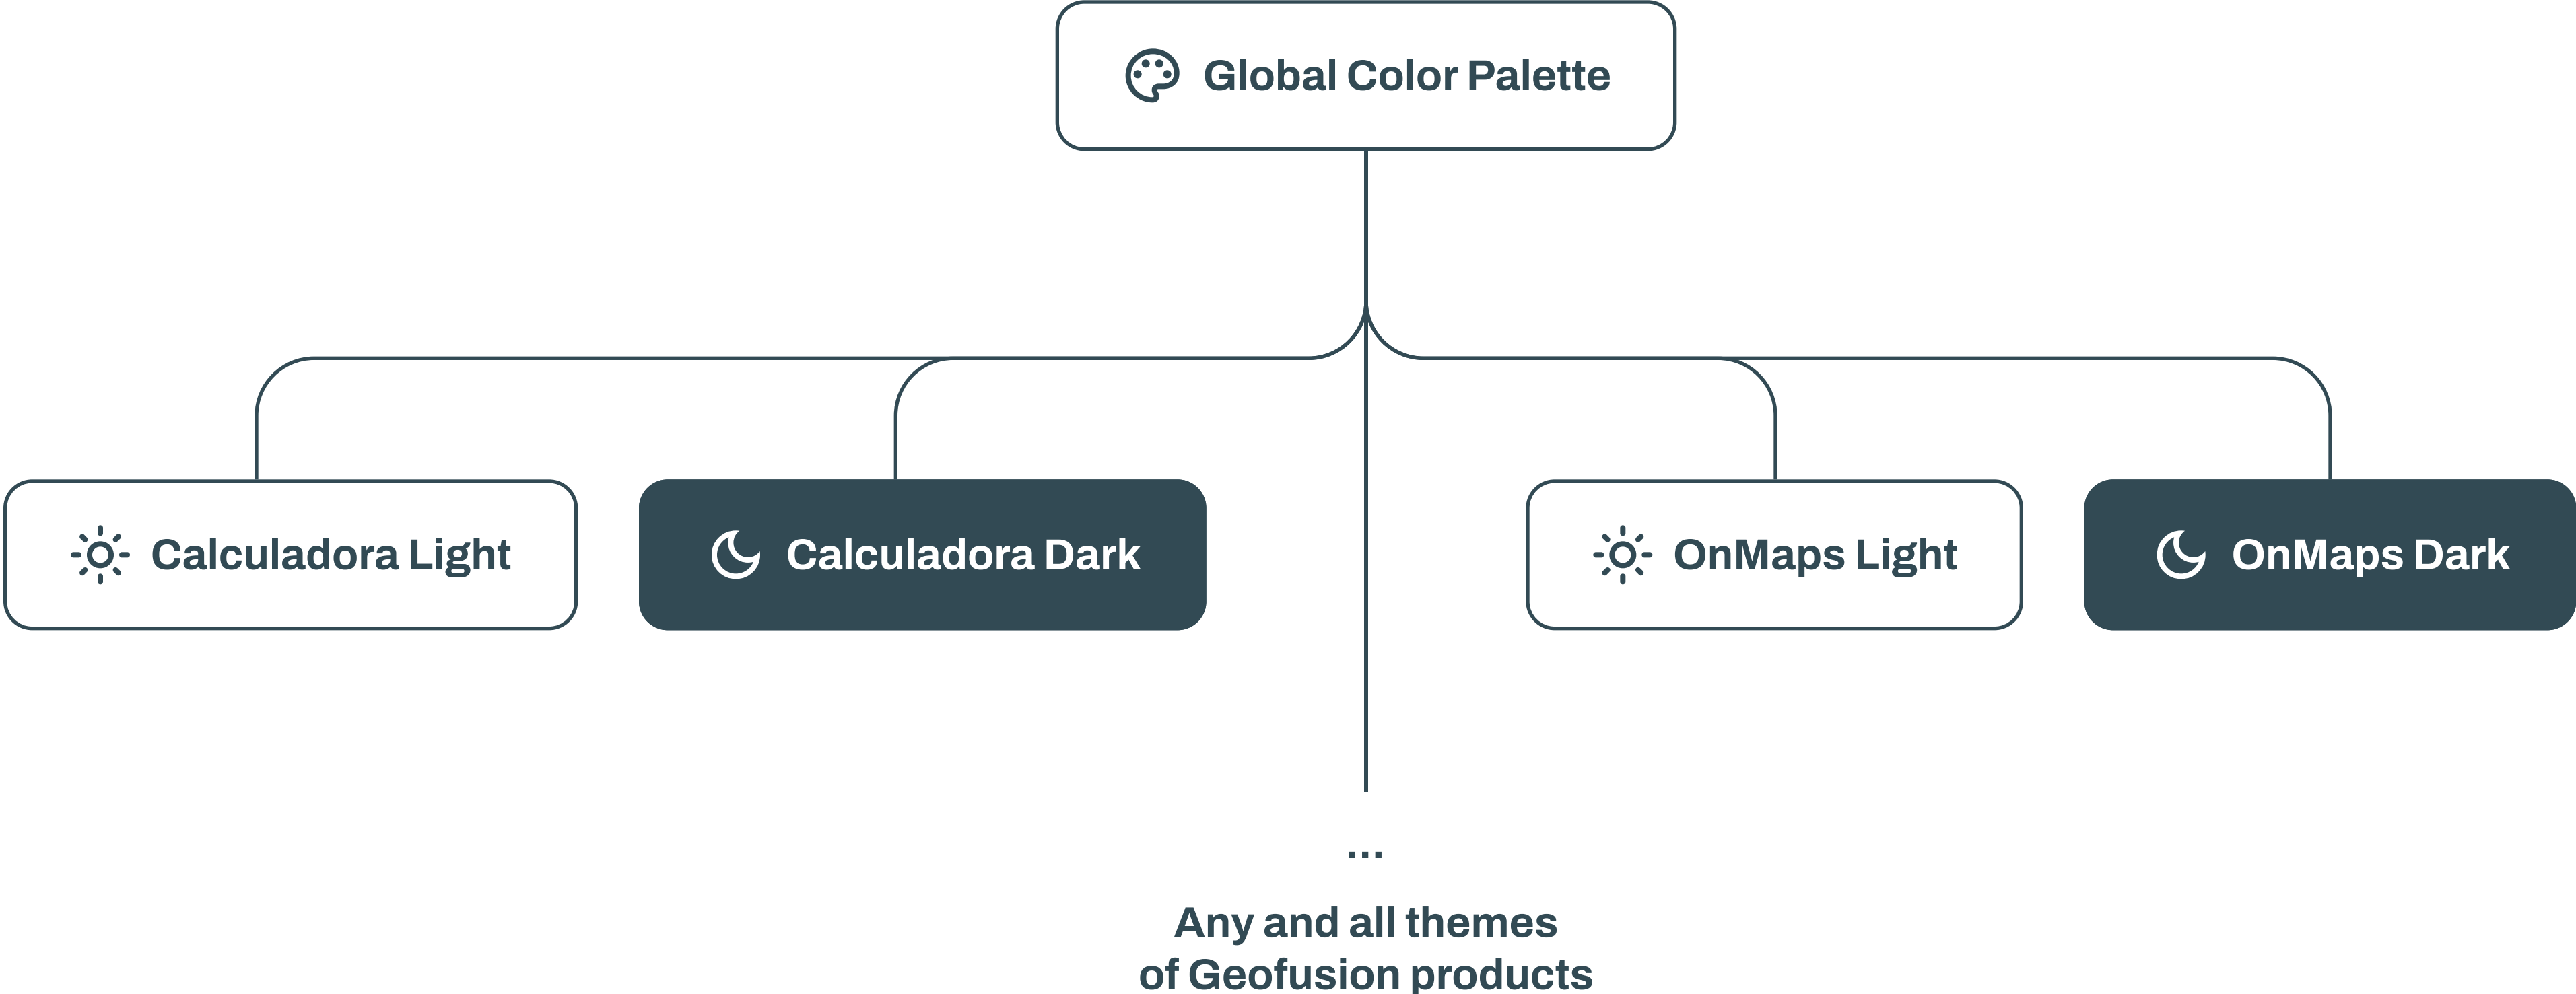 Global Color Palette
Calculadora Light
Calculadora Dark
OnMaps Light
OnMaps Dark
...
Any and all themes
of Geofusion products